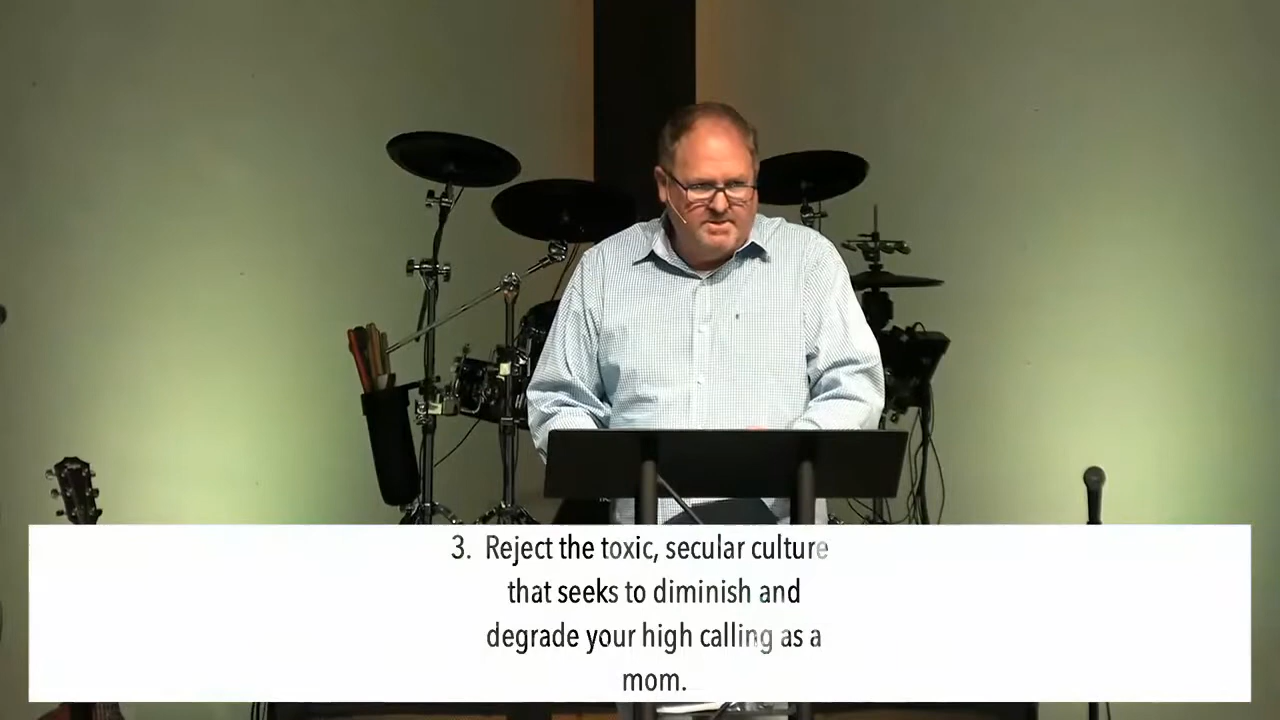 3. Reject the toxic, secular culture
that seeks to diminish and
degrade your high calling as a
mom.